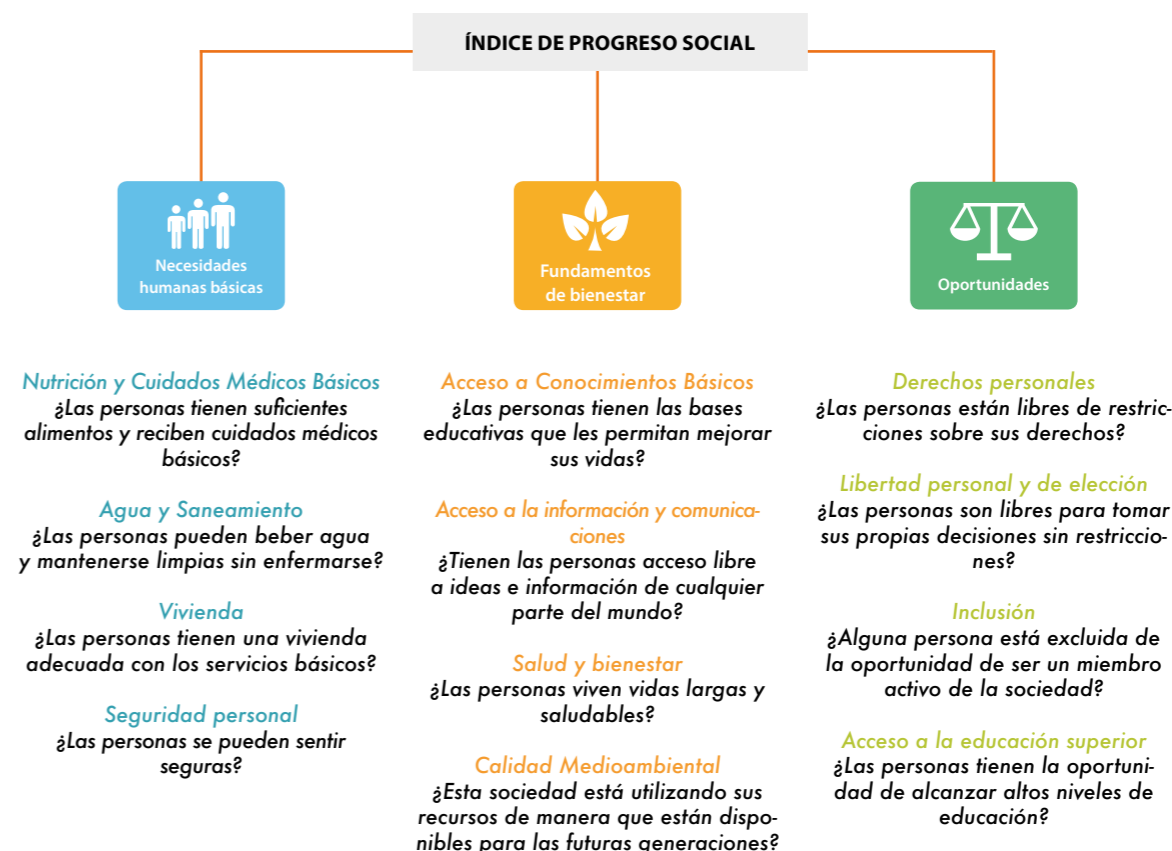 ÍNDICE DE PROGRESO SOCIAL
Necesidades
humanas básicas
Nutrición y Cuidados Médicos Básicos
¿Las personas tienen suficientes
alimentos y reciben cuidados médicos
básicos?
Agua y Saneamiento
¿Las personas pueden beber agua
y mantenerse limpias sin enfermarse?
Vivienda
¿Las personas tienen una vivienda
adecuada con los servicios básicos?
Seguridad personal
¿Las personas se pueden sentir
seguras?
Fundamentos
de bienestar
Acceso a Conocimientos Básicos
¿Las personas tienen las bases
educativas que les permitan mejorar
sus vidas?
Acceso a la información y comunica-
ciones
¿Tienen las personas acceso libre
a ideas e información de cualquier
parte del mundo?
Salud y bienestar
¿Las personas viven vidas largas y
saludables?
Calidad Medioambiental
¿Esta sociedad está utilizando sus
recursos de manera que están dispo-
nibles para las futuras generaciones?
Oportunidades
Derechos personales
¿Las personas están libres de restric-
ciones sobre sus derechos?
Libertad personal y de elección
¿Las personas son libres para tomar
sus propias decisiones sin restriccio-
nes?
Inclusión
¿Alguna persona está excluida de
la oportunidad de ser un miembro
activo de la sociedad?
Acceso a la educación superior
¿Las personas tienen la oportuni-
dad de alcanzar altos niveles de
educación?